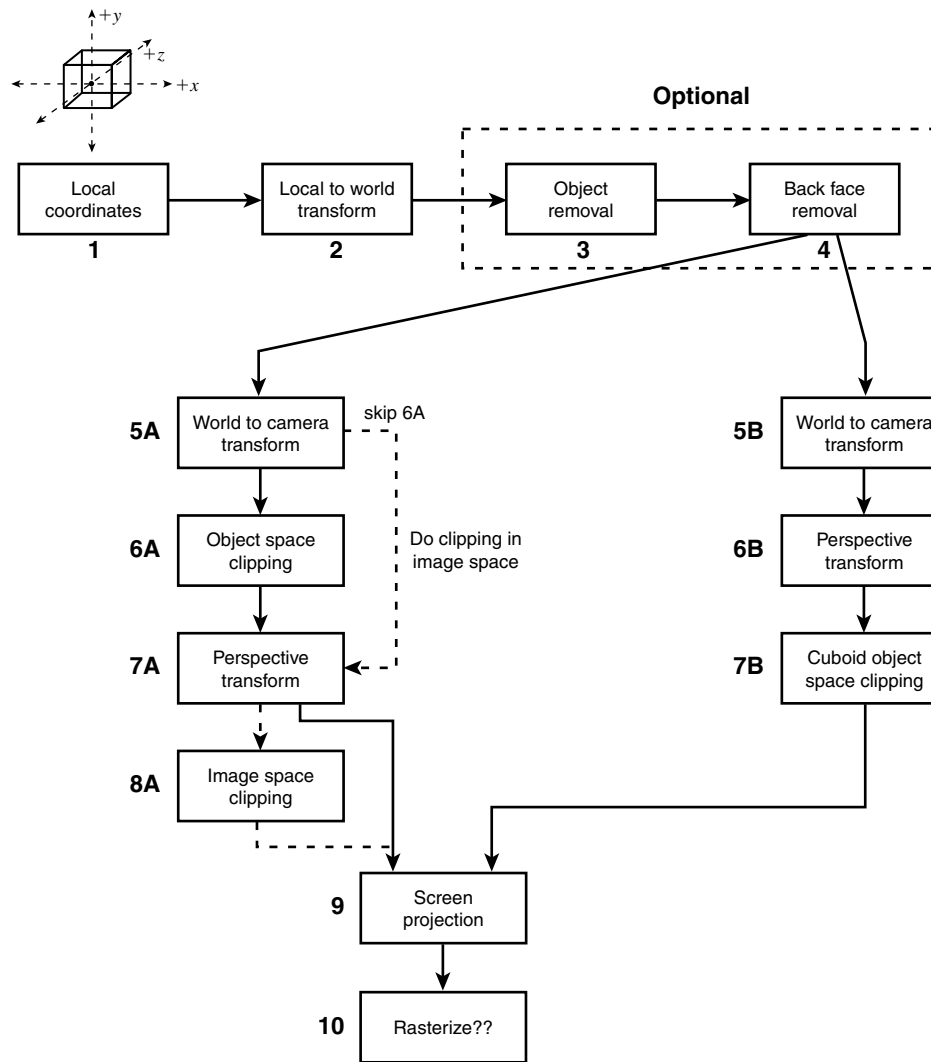 +y
+z
+x
Optional
Local
coordinates
1
Local to world
transform
2
Object
removal
3
Back face
removal
4
5A
World to camera
transform
skip 6A
5B
World to camera
transform
6A
Object space
clipping
Do clipping in
image space
6B
Perspective
transform
7A
Perspective
transform
7B
Cuboid object
space clipping
8A
Image space
clipping
9
Screen
projection
10
Rasterize??